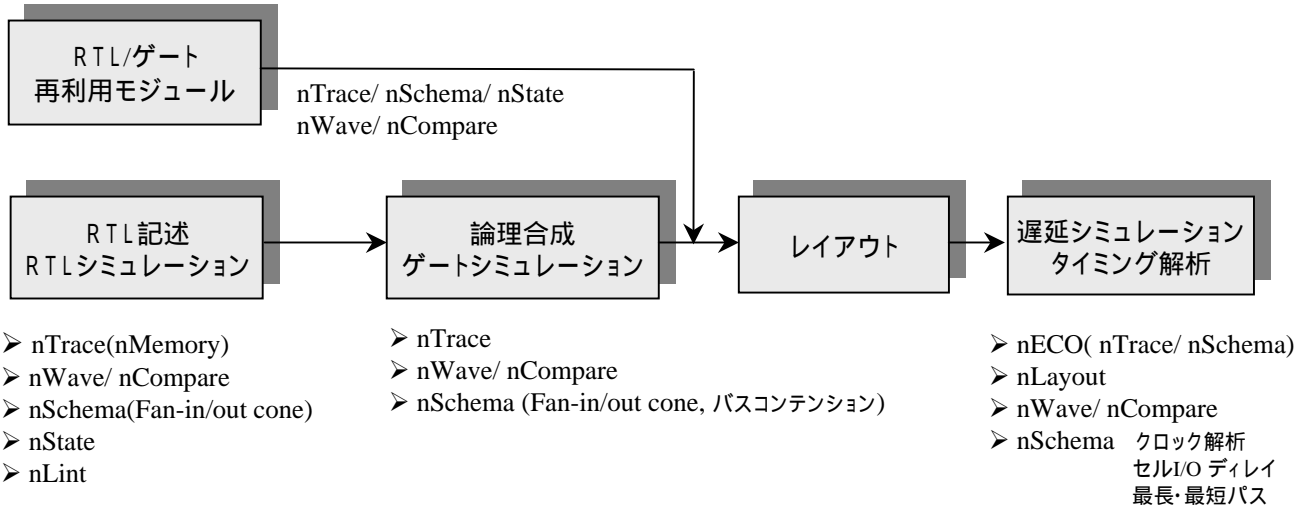 RTL/ゲート
再利用モジュール
nTrace/ nSchema/ nState
nWave/ nCompare
RTL記述
RTLシミュレーション
論理合成
ゲートシミュレーション
レイアウト
遅延シミュレーション
タイミング解析
➢ nTrace(nMemory)
➢ nWave/ nCompare
➢ nSchema(Fan-in/out cone)
➢ nState
➢ nLint
➢ nTrace
➢ nWave/ nCompare
➢ nSchema (Fan-in/out cone, バスコンテンション)
➢ nECO( nTrace/ nSchema)
➢ nLayout
➢ nWave/ nCompare
➢ nSchema クロック解析
セルI/O ディレイ
最長・最短パス